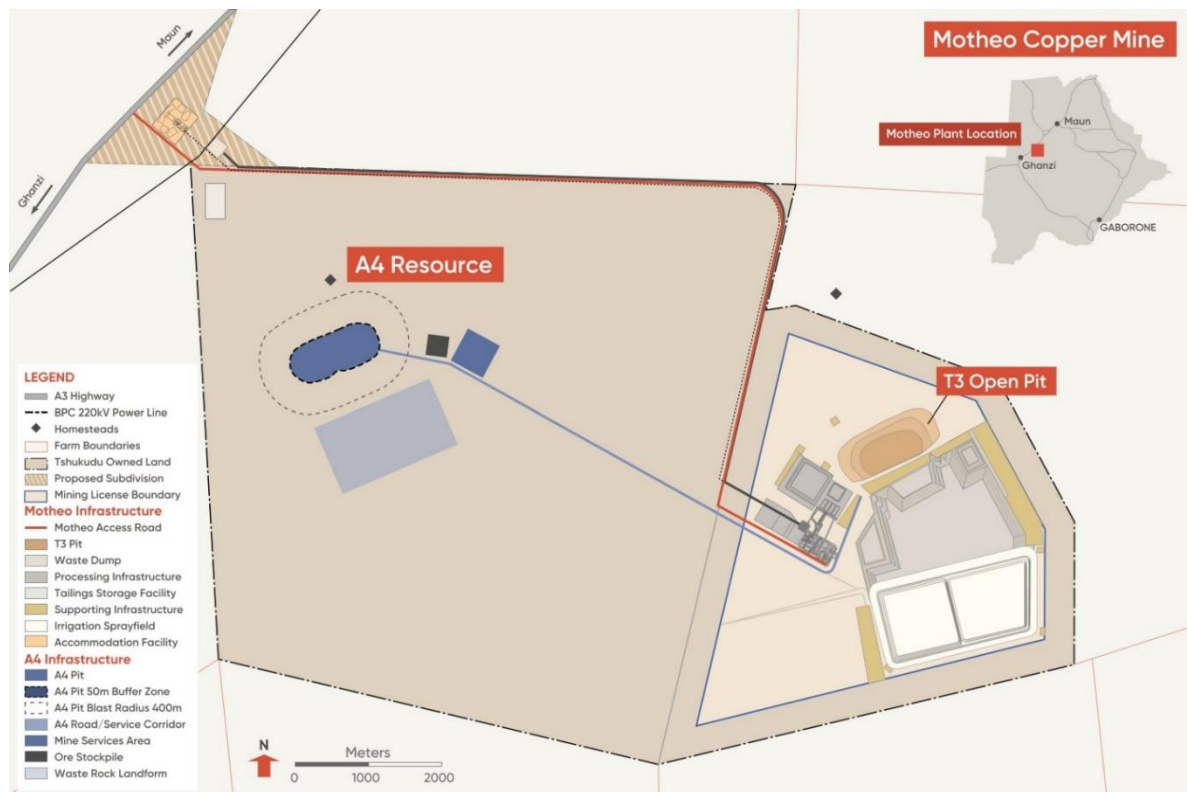 Maun
Ghanzi
Motheo Copper Mine
Motheo Plant Location
Maun
Ghanzi
GABORONE
A4 Resource
T3 Open Pit
LEGEND
A3 Highway
BPC 220kV Power Line
Homesteads
Farm Boundaries
Tshukudu Owned Land
Proposed Subdivision
Mining License Boundary
Motheo Infrastructure
Motheo Access Road
T3 Pit
Waste Dump
Processing Infrastructure
Tailings Storage Facility
Supporting Infrastructure
Irrigation Sprayfield
Accommodation Facility
A4 Infrastructure
A4 Pit
A4 Pit 50m Buffer Zone
A4 Pit Blast Radius 400m
A4 Road/Service Corridor
Mine Services Area
Ore Stockpile
Waste Rock Landform
N
Meters
0 1000 2000